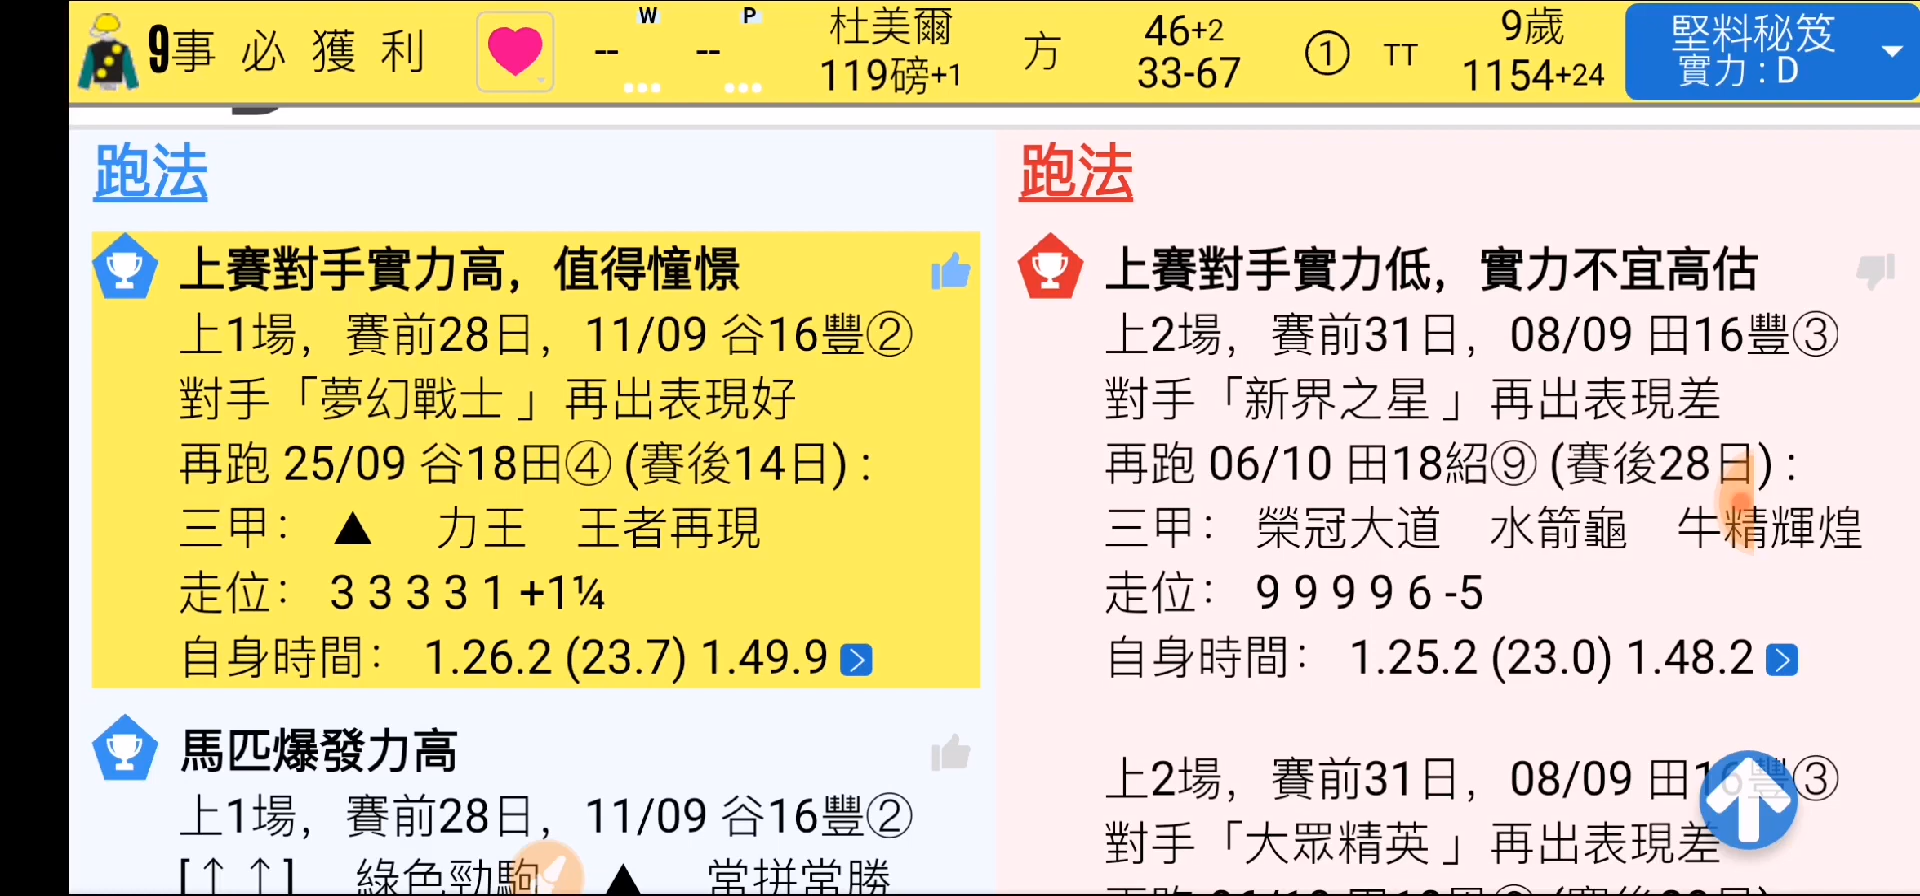 9事必獲利
W
P
--
--
杜美爾
119磅+1
方
46+2
33-67
① TT
9歲
1154+24
堅料秘笈
實力 : D
跑法
上賽對手實力高，值得憧憬
上1場，賽前28日，11/09 谷16豐②
對手「夢幻戰士 」再出表現好
再跑 25/09 谷18田④ (賽後14日) :
三甲： ▲ 力王 王者再現
走位： 3 3 3 3 1 +1¼
自身時間： 1.26.2 (23.7) 1.49.9
馬匹爆發力高
上1場，賽前28日，11/09 谷16豐②
[↑ ↑] 綠色勁駒 ▲ 常拼常勝
跑法
上賽對手實力低，實力不宜高估
上2場，賽前31日，08/09 田16豐③
對手「新界之星 」再出表現差
再跑 06/10 田18紹⑨ (賽後28日) :
三甲： 榮冠大道 水箭龜 牛精輝煌
走位： 9 9 9 9 6 -5
自身時間： 1.25.2 (23.0) 1.48.2
上2場，賽前31日，08/09 田16豐③
對手「大眾精英 」再出表現差